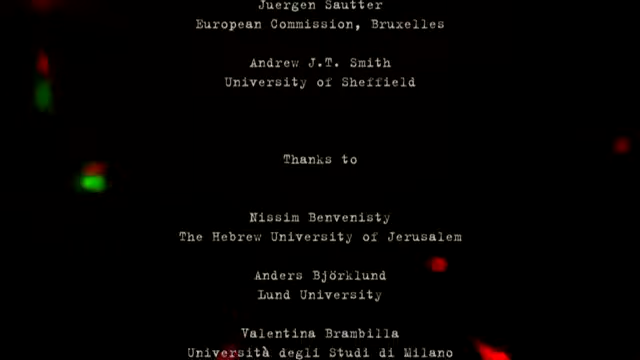 Juergen Sautter
European Commission, Bruxelles
Andrew J.T. Smith
University of Sheffield
Thanks to
Nissim Benvenisty
The Hebrew University of Jerusalem
Anders Björklund
Lund University
Valentina Brambilla
Università degli Studi di Milano